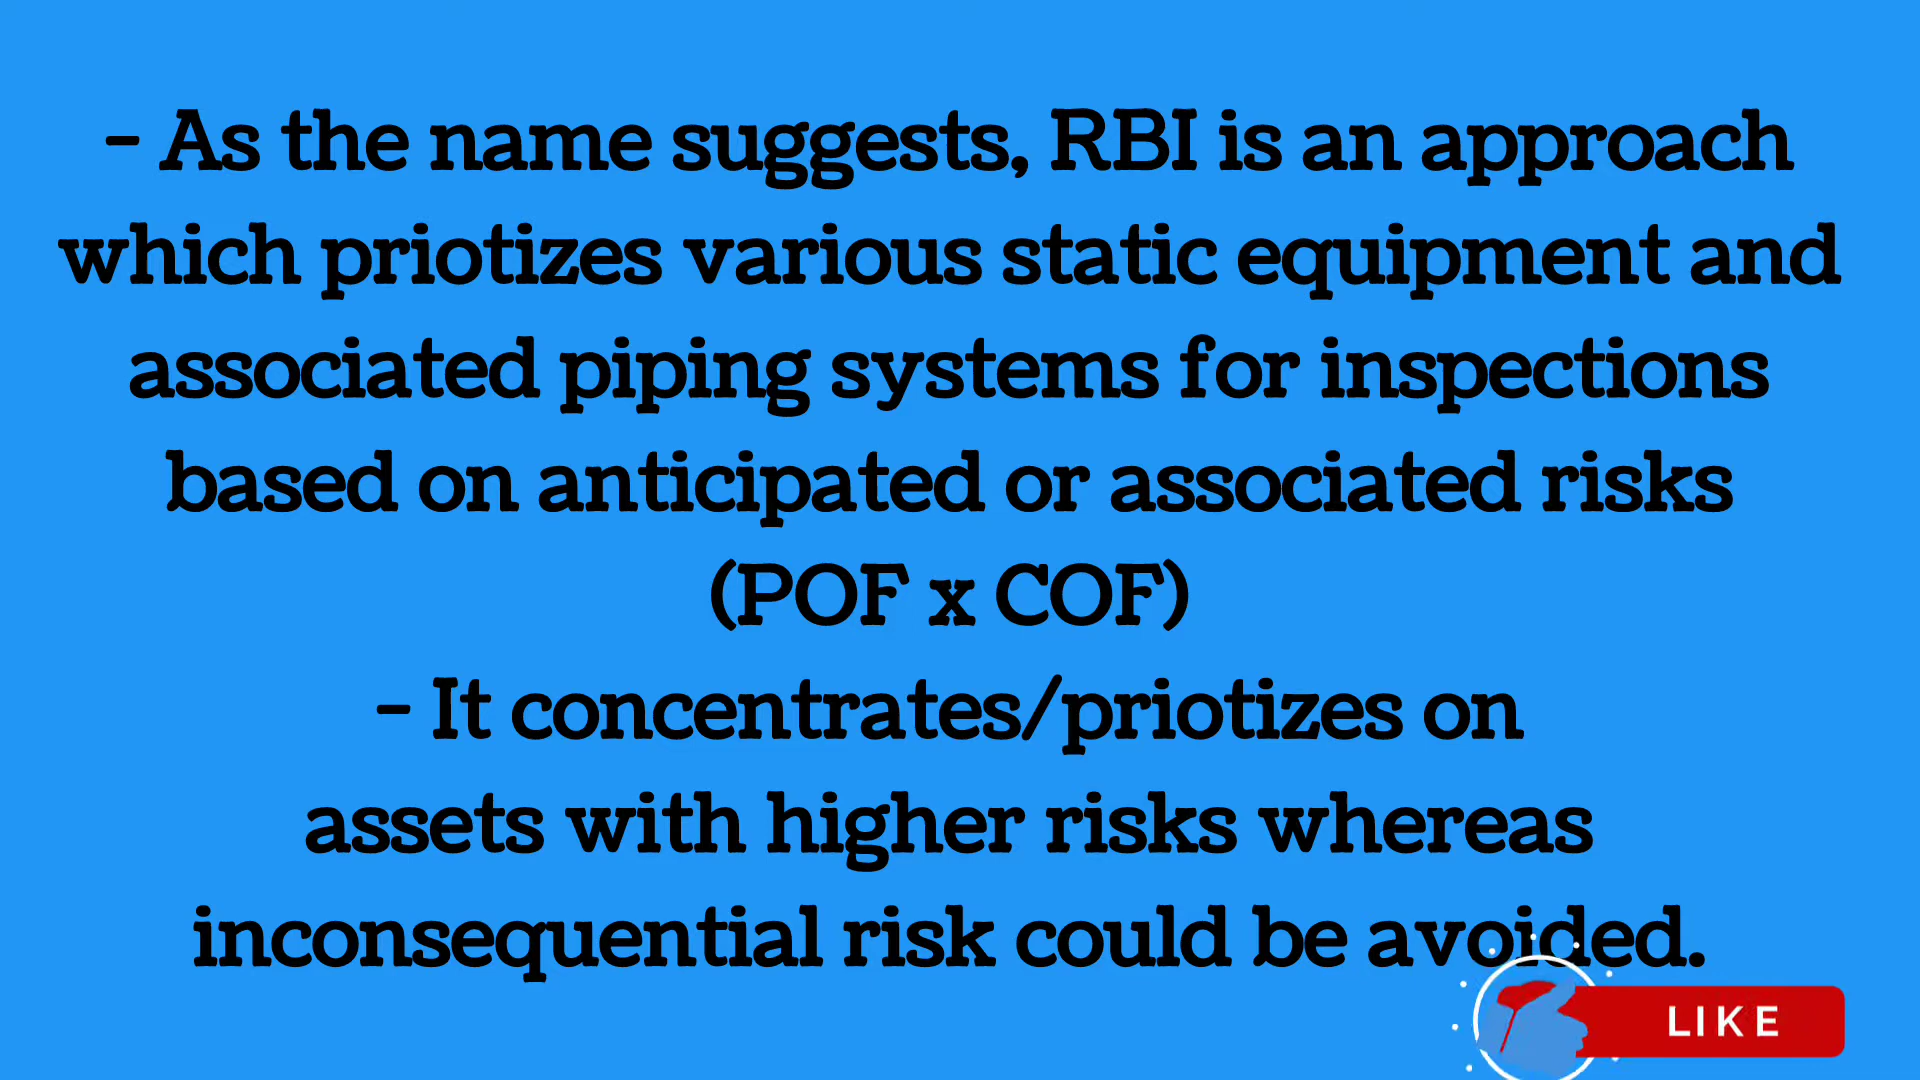 - As the name suggests, RBI is an approach
which priotizes various static equipment and
associated piping systems for inspections
based on anticipated or associated risks
(POF x COF)
- It concentrates/priotizes on
assets with higher risks whereas
inconsequential risk could be avoided.
LIKE